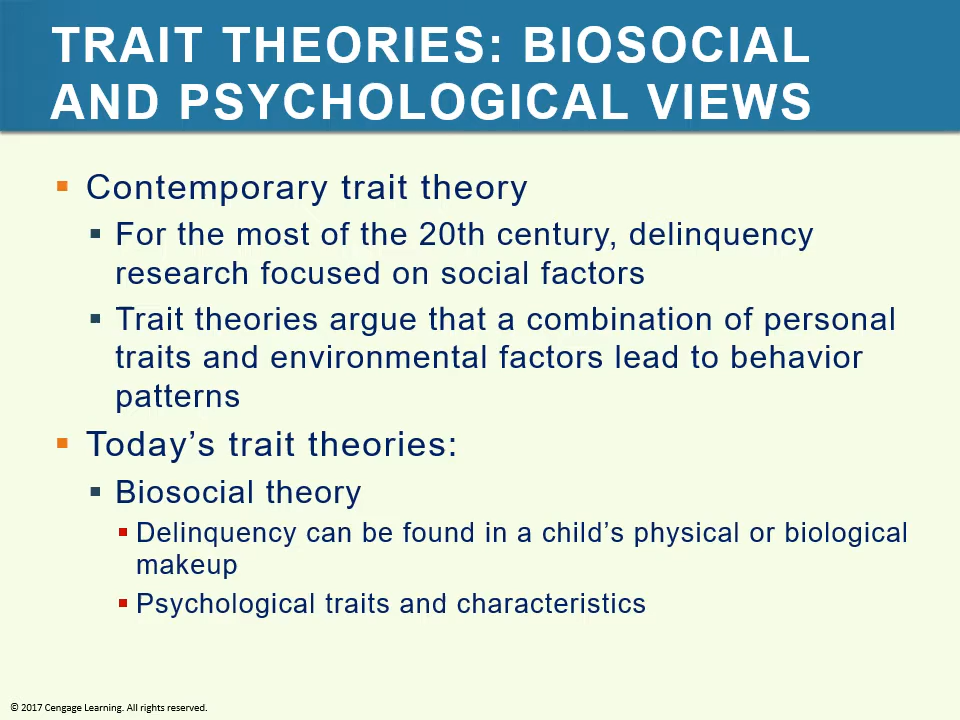 TRAIT THEORIES: BIOSOCIAL
AND PSYCHOLOGICAL VIEWS
▪ Contemporary trait theory
▪ For the most of the 20th century, delinquency
research focused on social factors
▪ Trait theories argue that a combination of personal
traits and environmental factors lead to behavior
patterns
▪ Today’s trait theories:
▪ Biosocial theory
▪ Delinquency can be found in a child’s physical or biological
makeup
▪ Psychological traits and characteristics
© 2017 Cengage Learning. All rights reserved.